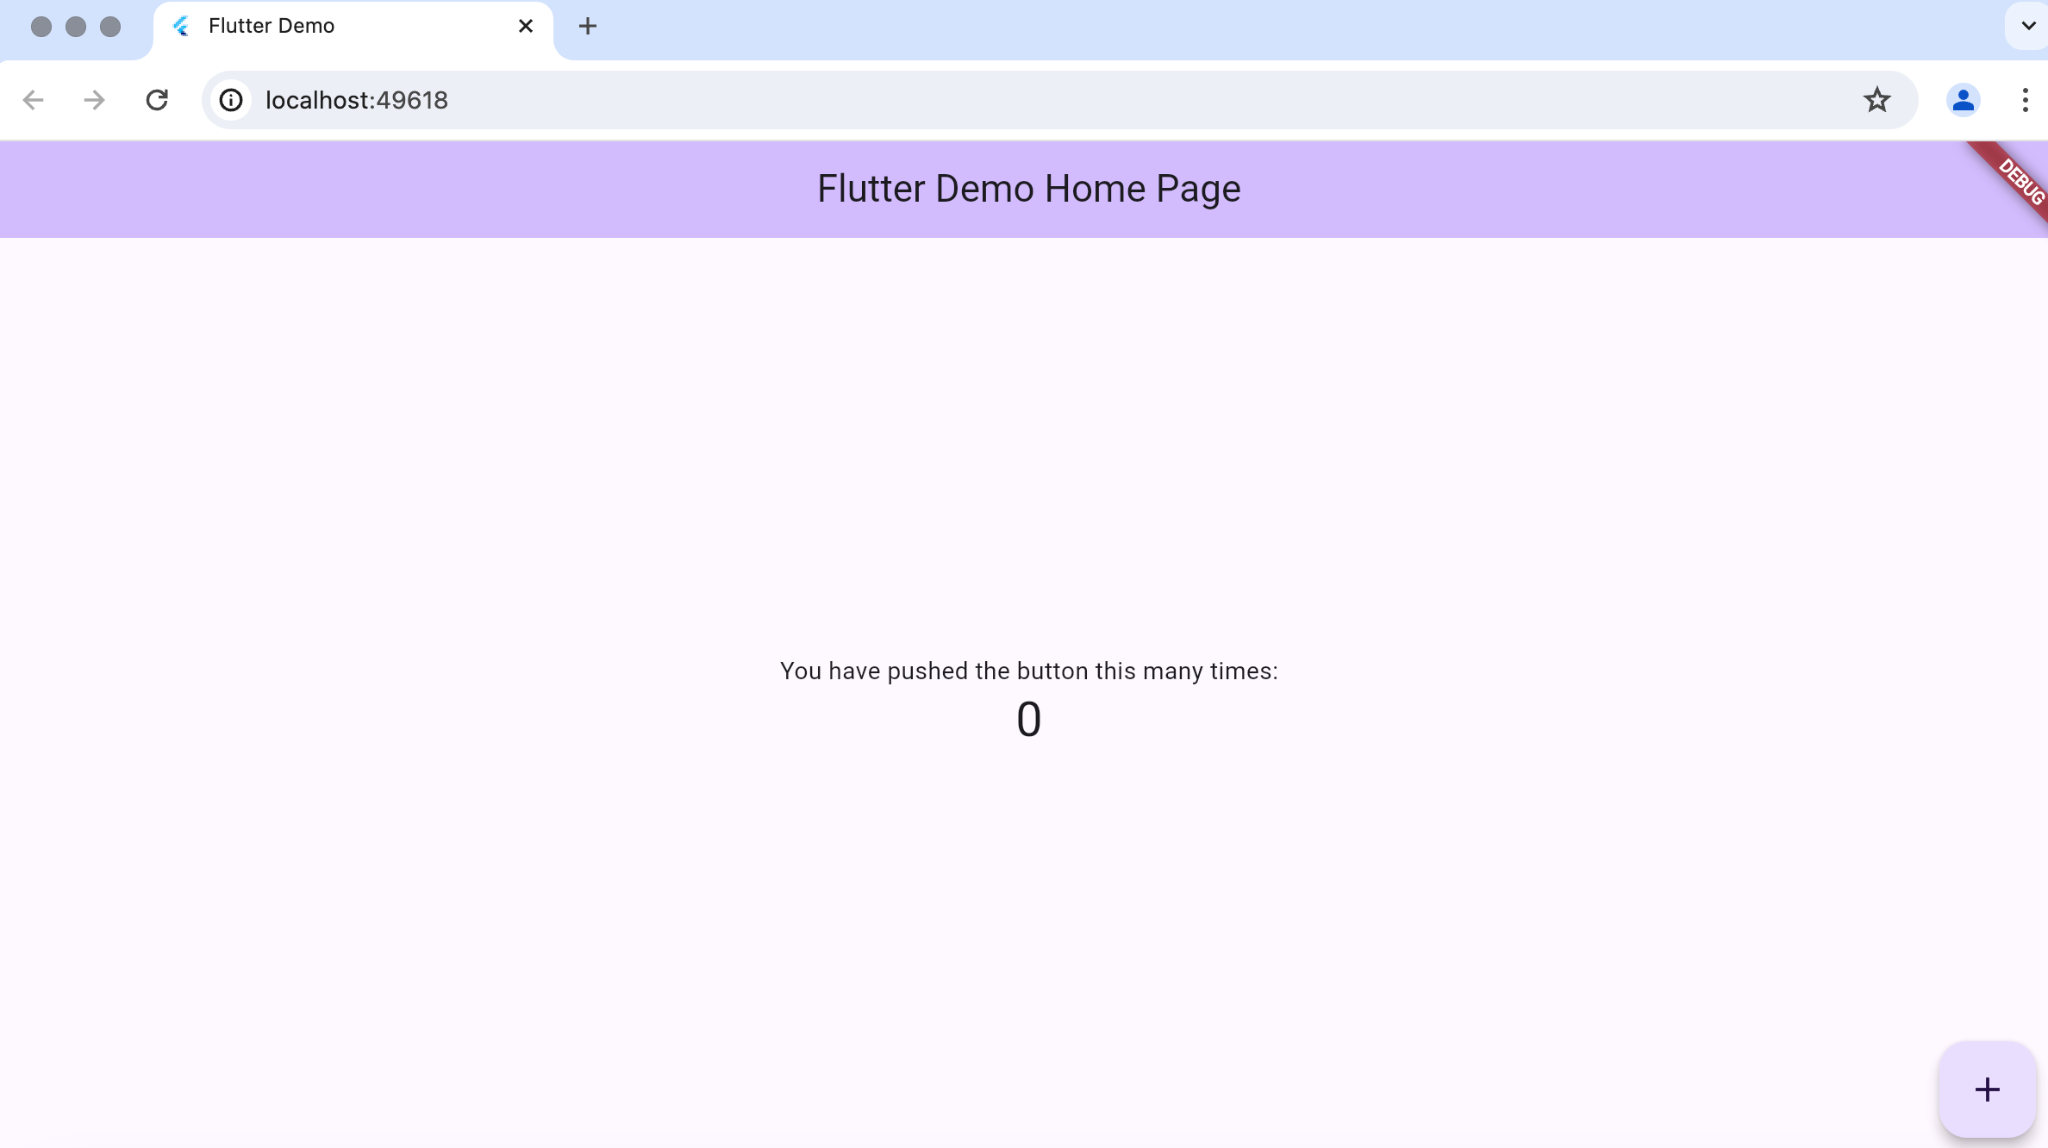 Flutter Demo
localhost:49618
Flutter Demo Home Page
DEBUG
You have pushed the button this many times:
0